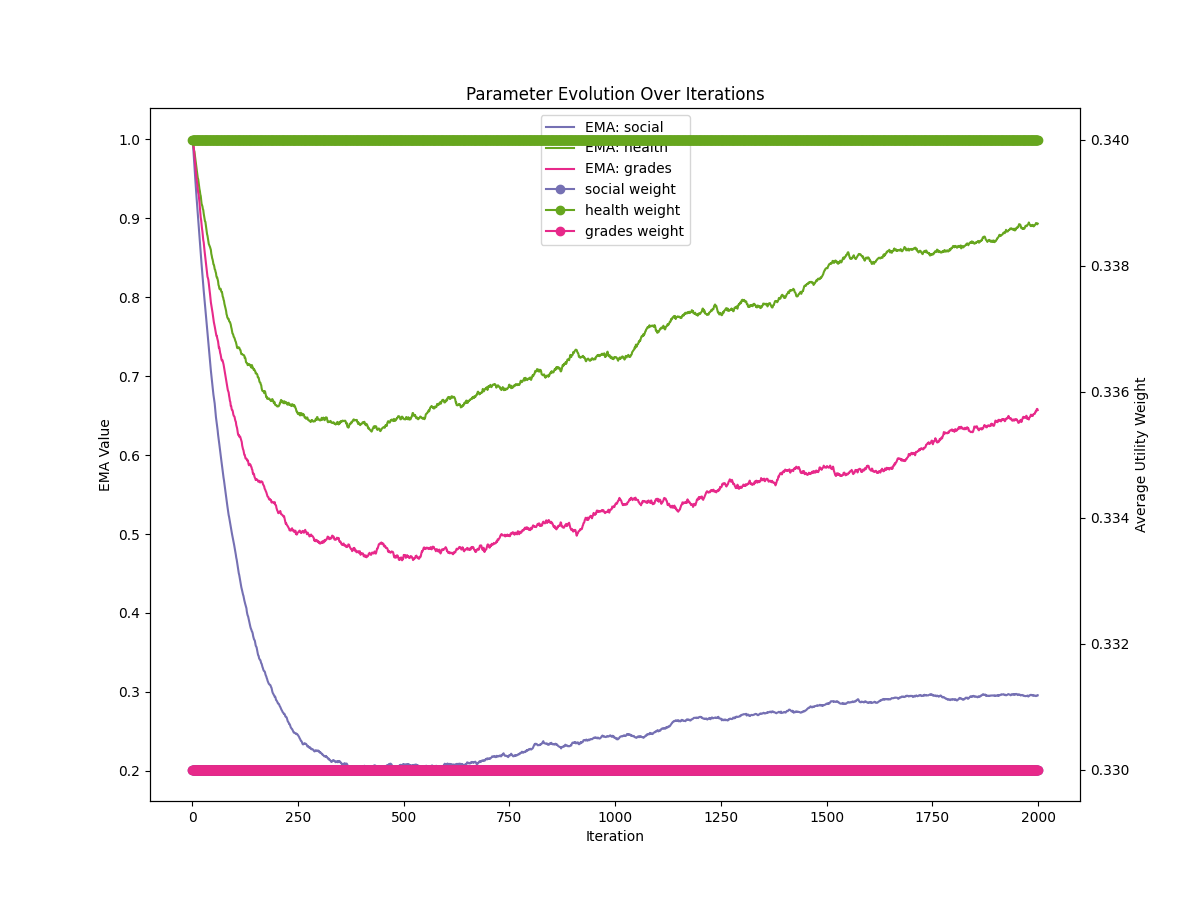 Parameter Evolution Over Iterations
EMA: social
EMA: health
EMA: grades
social weight
health weight
grades weight
1.0
0.9
0.8
0.7
0.6
0.5
0.4
0.3
0.2
EMA Value
0.340
0.338
0.336
0.334
0.332
0.330
Average Utility Weight
0 250 500 750 1000 1250 1500 1750 2000
Iteration